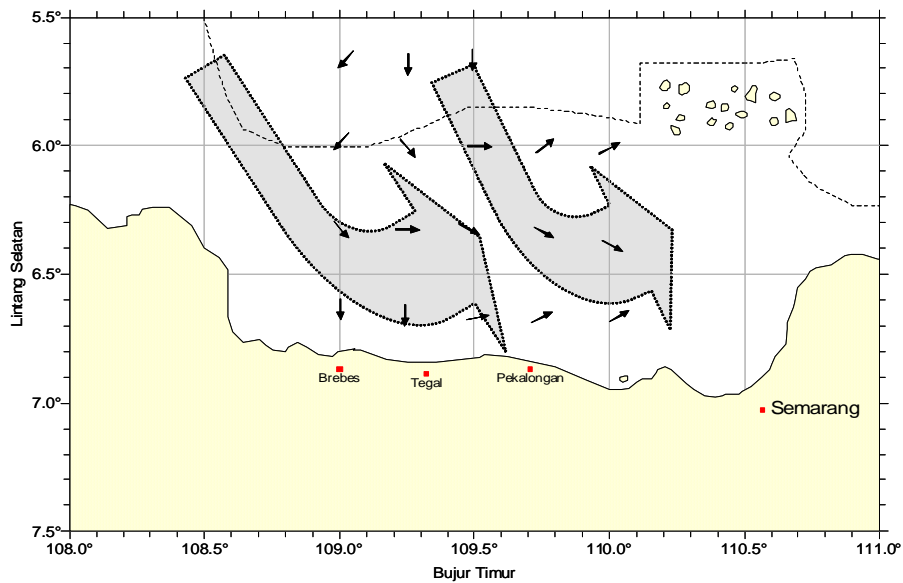 5.5°
6.0°
6.5°
7.0°
7.5°
Lintang Selatan
Brebes
Tegal
Pekalongan
Semarang
108.0° 108.5° 109.0° 109.5° 110.0° 110.5° 111.0°
Bujur Timur